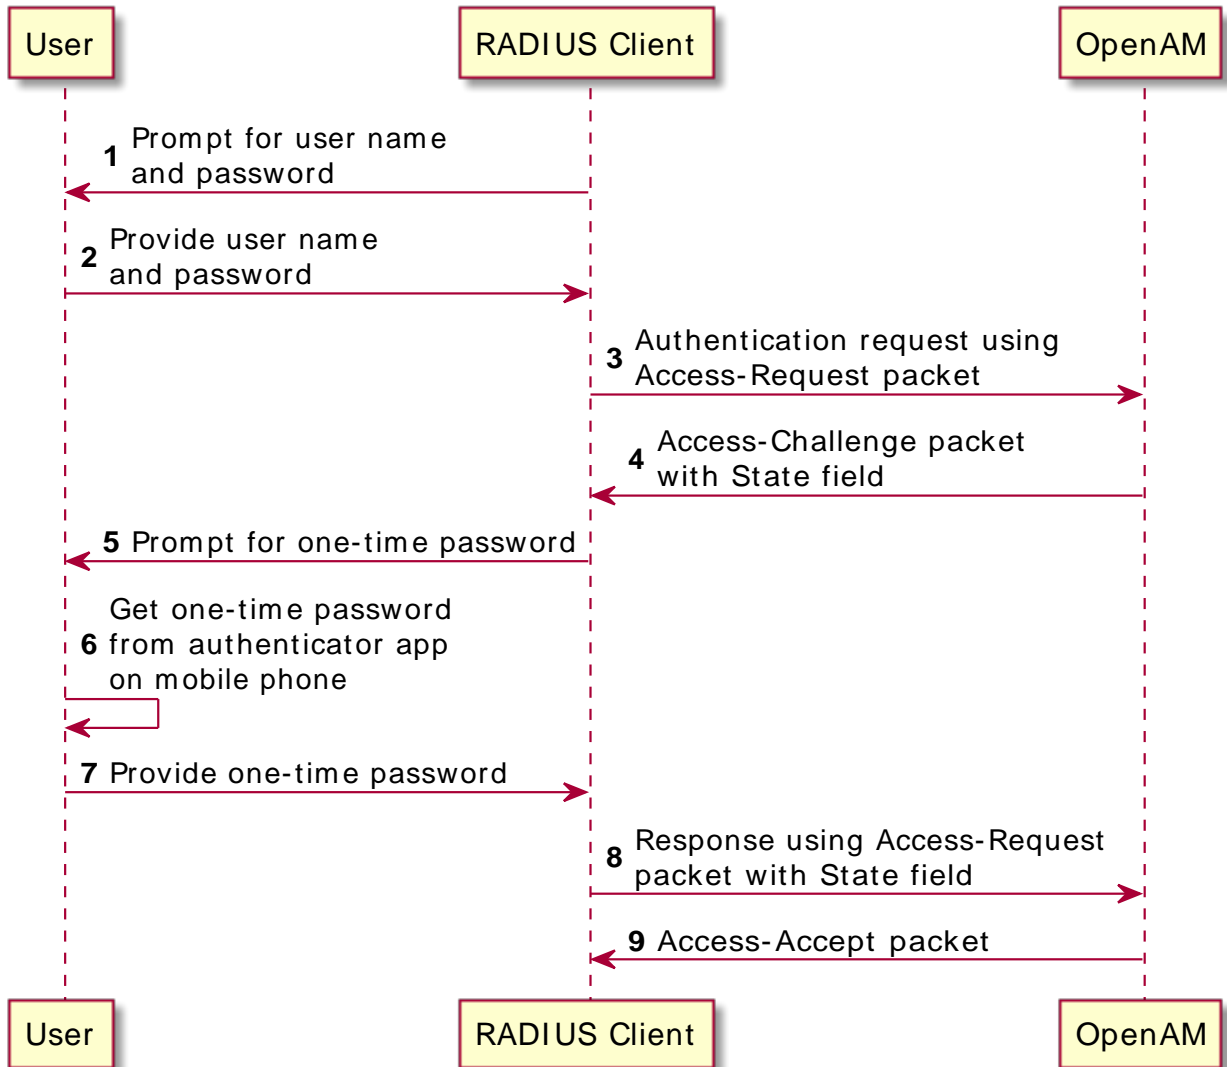 User
RADIUS Client
OpenAM
1 Prompt for user name
and password
2 Provide user name
and password
3 Authentication request using
Access-Request packet
4 Access-Challenge packet
with State field
5 Prompt for one-time password
Get one-time password
6 from authenticator app
on mobile phone
7 Provide one-time password
8 Response using Access-Request
packet with State field
9 Access-Accept packet
User
RADIUS Client
OpenAM